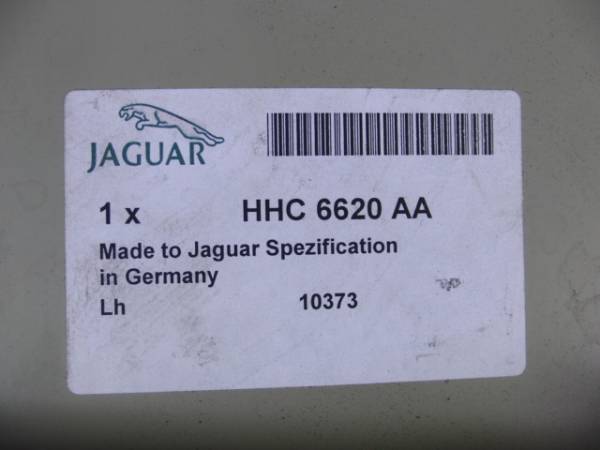 JAGUAR
1 x HHC 6620 AA
Made to Jaguar Spezification
in Germany
Lh 10373